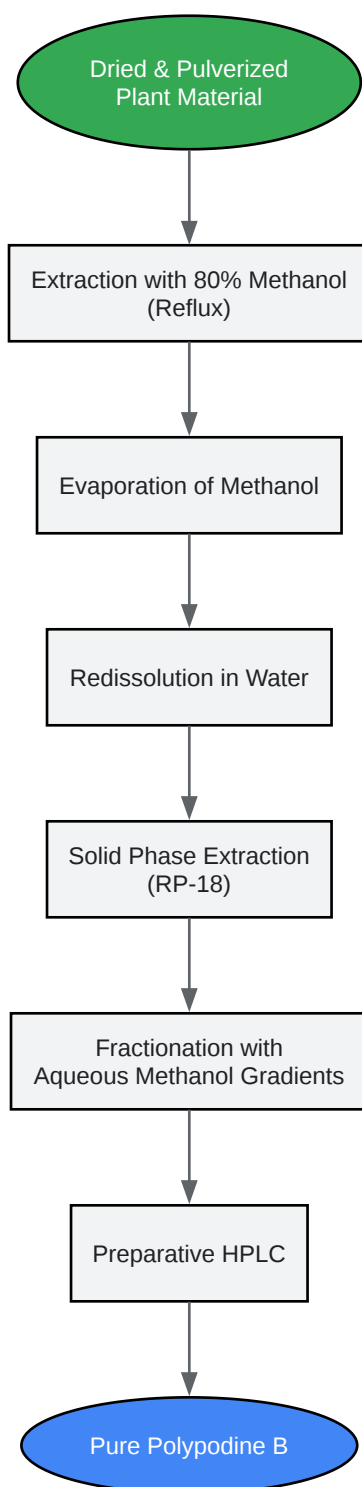 Dried & Pulverized
Plant Material
Extraction with 80% Methanol
(Reflux)
Evaporation of Methanol
Redissolution in Water
Solid Phase Extraction
(RP-18)
Fractionation with
Aqueous Methanol Gradients
Preparative HPLC
Pure Polypodine B